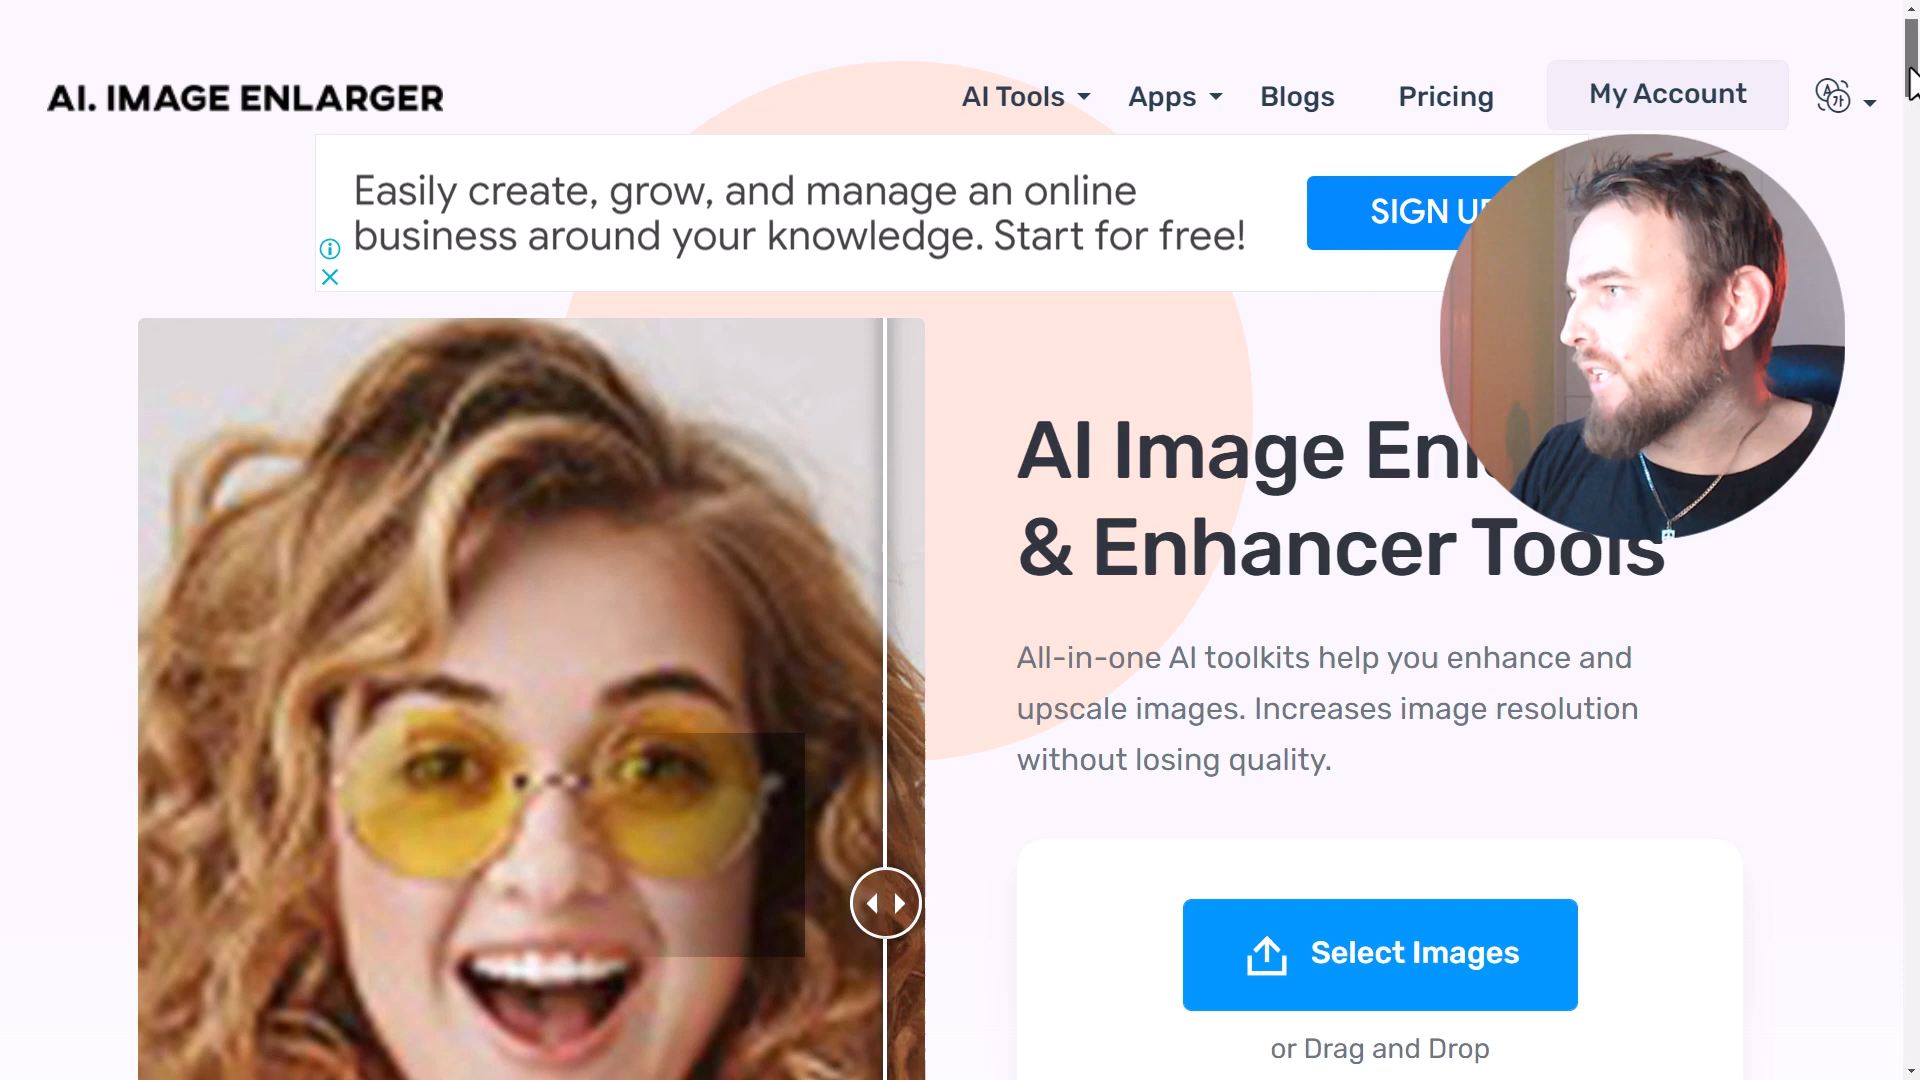 AI. IMAGE ENLARGER
AI Tools
Apps
Blogs
Pricing
My Account
Easily create, grow, and manage an online
business around your knowledge. Start for free!
SIGN
AI Image
& Enhancer Tools
All-in-one AI toolkits help you enhance and
upscale images. Increases image resolution
without losing quality.
Select Images
or Drag and Drop